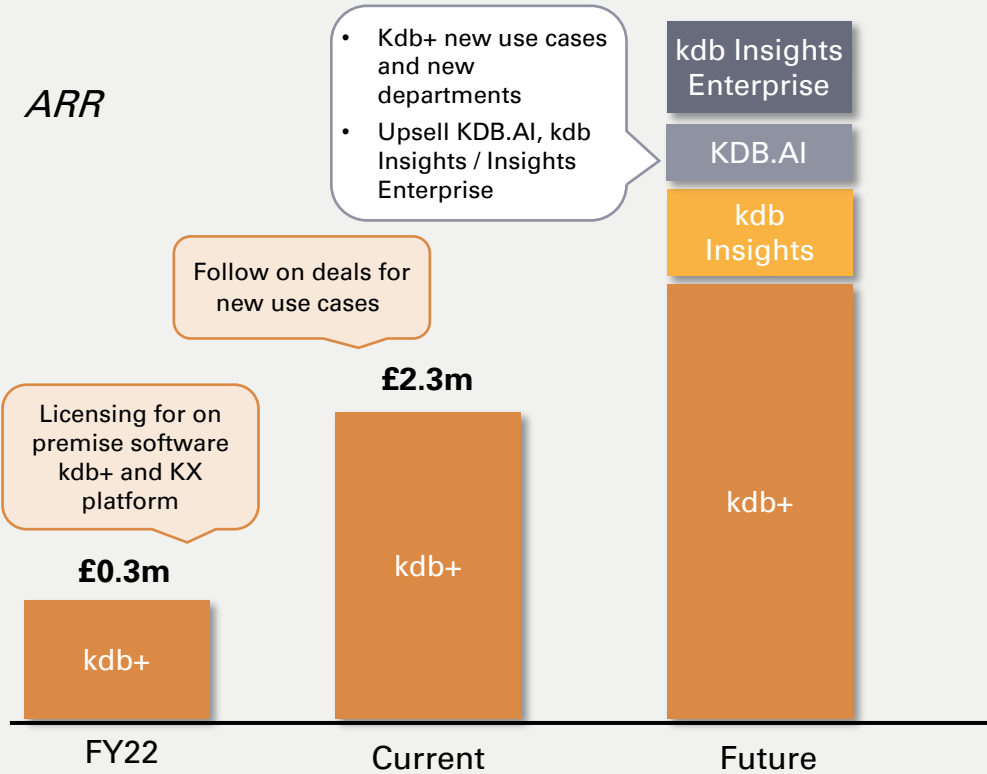 ARR
• Kdb+ new use cases
and new
departments
• Upsell KDB.AI, kdb
Insights / Insights
Enterprise
kdb Insights
Enterprise
KDB.AI
kdb
Insights
kdb+
Follow on deals for
new use cases
£2.3m
kdb+
Licensing for on
premise software
kdb+ and KX
platform
£0.3m
kdb+
FY22
Current
Future